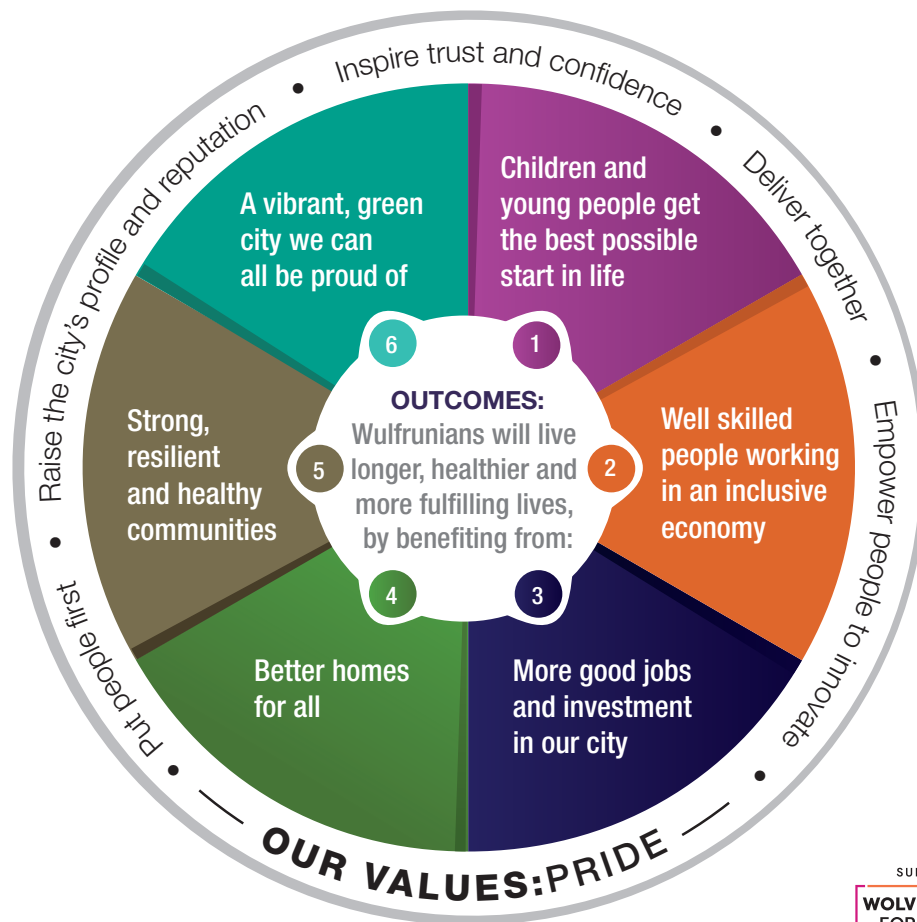 Put people first • Raise the city's profile and reputation • Inspire trust and confidence • Deliver together • Empower people to innovate
OUTCOMES:
Wulfrunians will live
longer, healthier and
more fulfilling lives,
by benefiting from:
1
Children and
young people get
the best possible
start in life
2
Well skilled
people working
in an inclusive
economy
3
More good jobs
and investment
in our city
4
Better homes
for all
5
Strong,
resilient
and healthy
communities
6
A vibrant, green
city we can
all be proud of
OUR VALUES:PRIDE